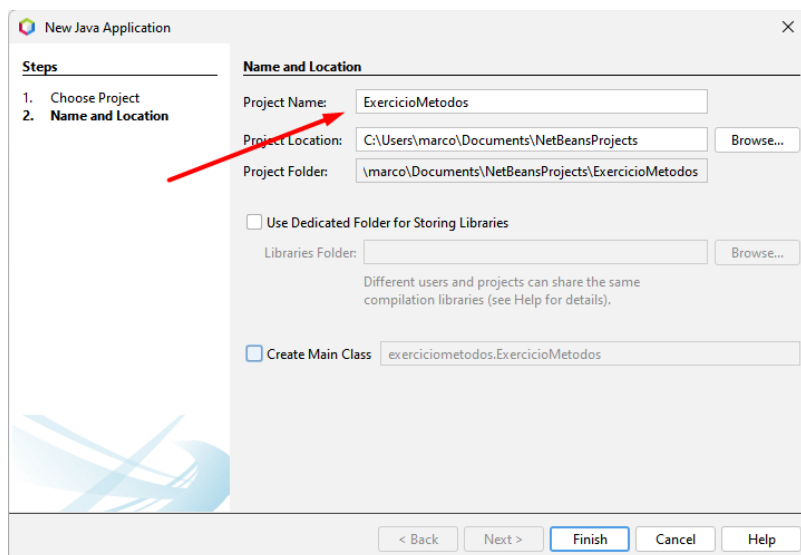 New Java Application
Steps
1. Choose Project
2. Name and Location
Name and Location
Project Name: ExercicioMetodos
Project Location: C:\Users\marco\Documents\NetBeansProjects Browse...
Project Folder: \marco\Documents\NetBeansProjects\ExercicioMetodos
Use Dedicated Folder for Storing Libraries
Libraries Folder: Browse...
Different users and projects can share the same
compilation libraries (see Help for details).
Create Main Class exerciciometodos.ExercicioMetodos
< Back Next > Finish Cancel Help